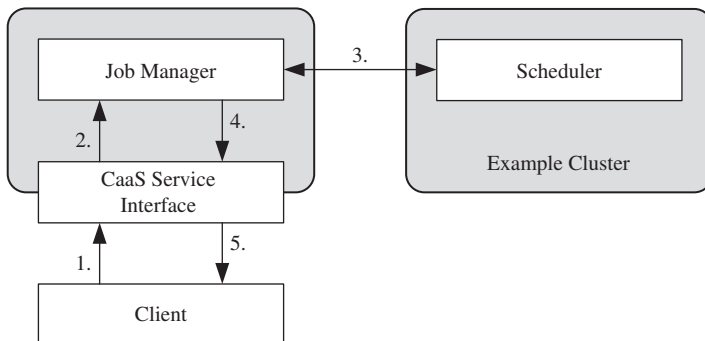 Job Manager
3.
Scheduler
2.
4.
Example Cluster
CaaS Service
Interface
1.
5.
Client